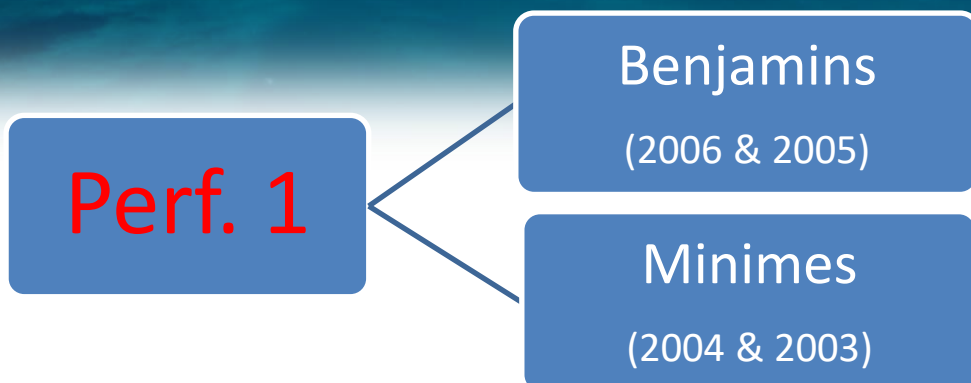 Perf. 1
Benjamins
(2006 & 2005)
Minimes
(2004 & 2003)